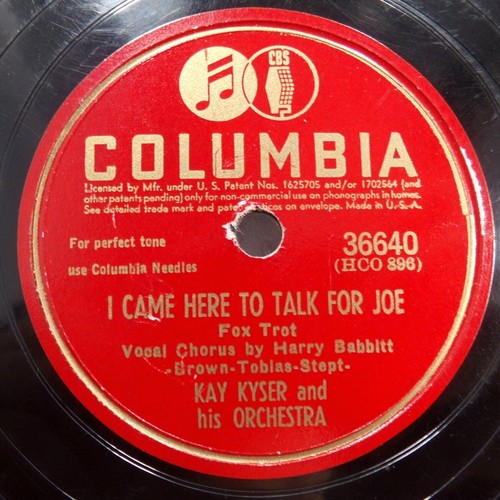 CBS
COLUMBIA
Licensed by Mfr. under U. S. Patent Nos. 1625705 and/or 1702564 (and
other patents pending) only for non-commercial use on phonographs in homes.
See detailed trade mark and patent notices on envelope. Made in U. S. A.
For perfect tone
use Columbia Needles
36640
(HCO 896)
I CAME HERE TO TALK FOR JOE
Fox Trot
Vocal Chorus by Harry Babbitt
-Brown-Tobias-Stept-
KAY KYSER and
his ORCHESTRA